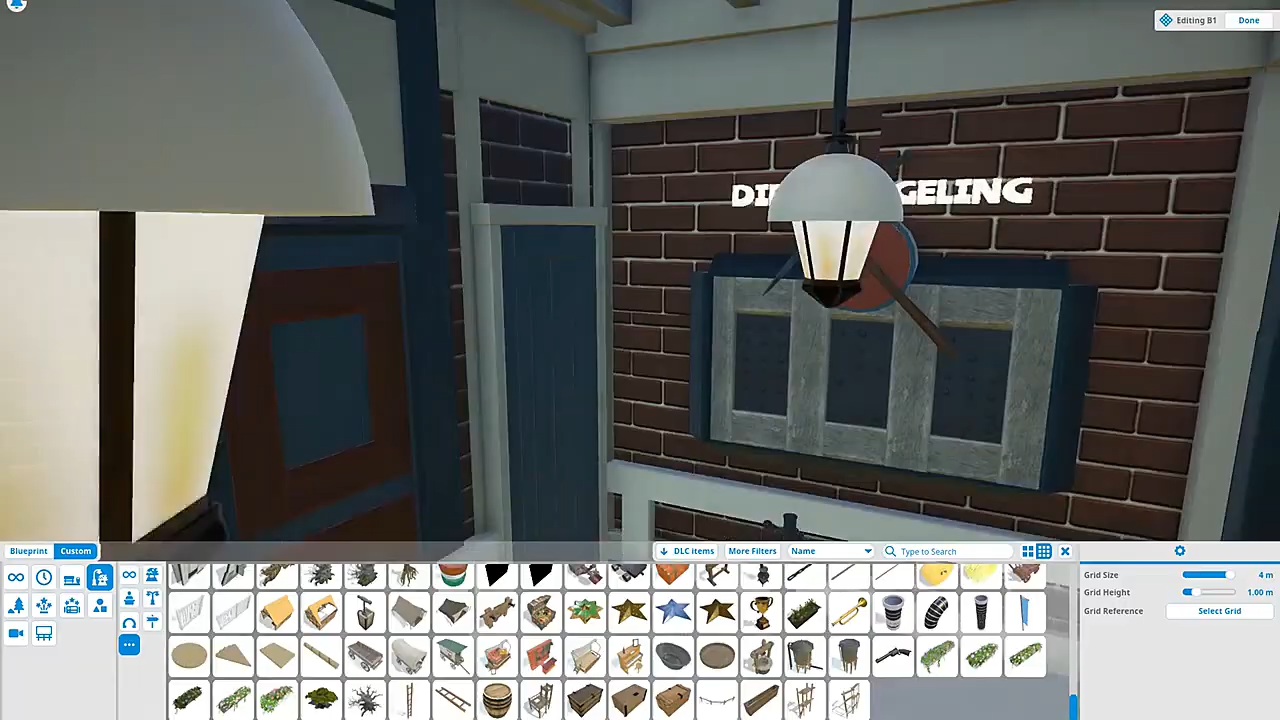 Editing B1 Done
GELING
Blueprint Custom DLC items More Filters Name Type to Search
Grid Size 4 m
Grid Height 1.00 m
Grid Reference Select Grid